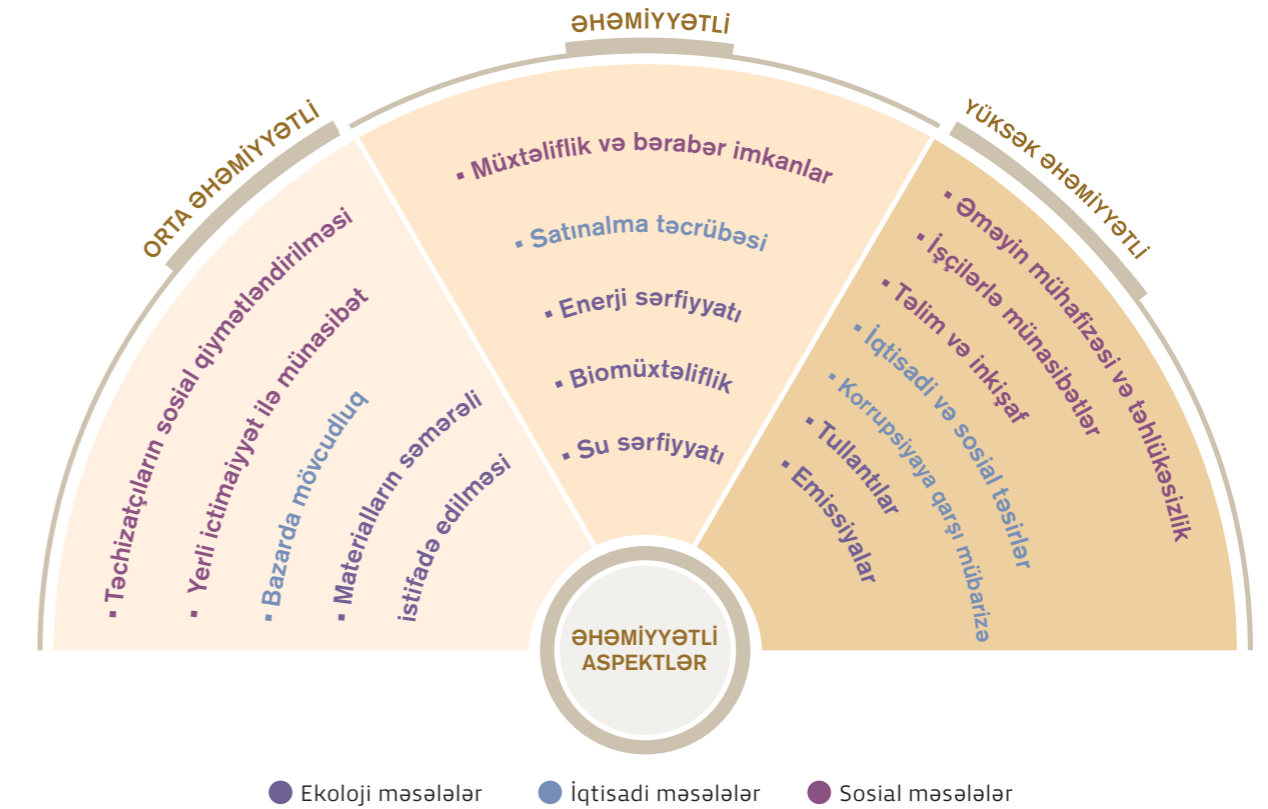 ORTA ƏHƏMİYYƏTLİ
▪ Təchizatçıların sosial qiymətləndirilməsi
▪ Yerli ictimaiyyət ilə münasibət
▪ Bazarda mövcudluq
▪ Materialların səmərəli
istifadə edilməsi
ƏHƏMİYYƏTLİ
▪ Müxtəliflik və bərabər imkanlar
▪ Satınalma təcrübəsi
▪ Enerji sərfiyyatı
▪ Biomüxtəliflik
▪ Su sərfiyyatı
YÜKSƏK ƏHƏMİYYƏTLİ
▪ Əməyin mühafizəsi və təhlükəsizlik
▪ İşçilərlə münasibətlər
▪ Təlim və inkişaf
▪ İqtisadi və sosial təsirlər
▪ Korrupsiyaya qarşı mübarizə
▪ Tullantılar
▪ Emissiyalar
ƏHƏMİYYƏTLİ
ASPEKTLƏR
Ekoloji məsələlər
İqtisadi məsələlər
Sosial məsələlər